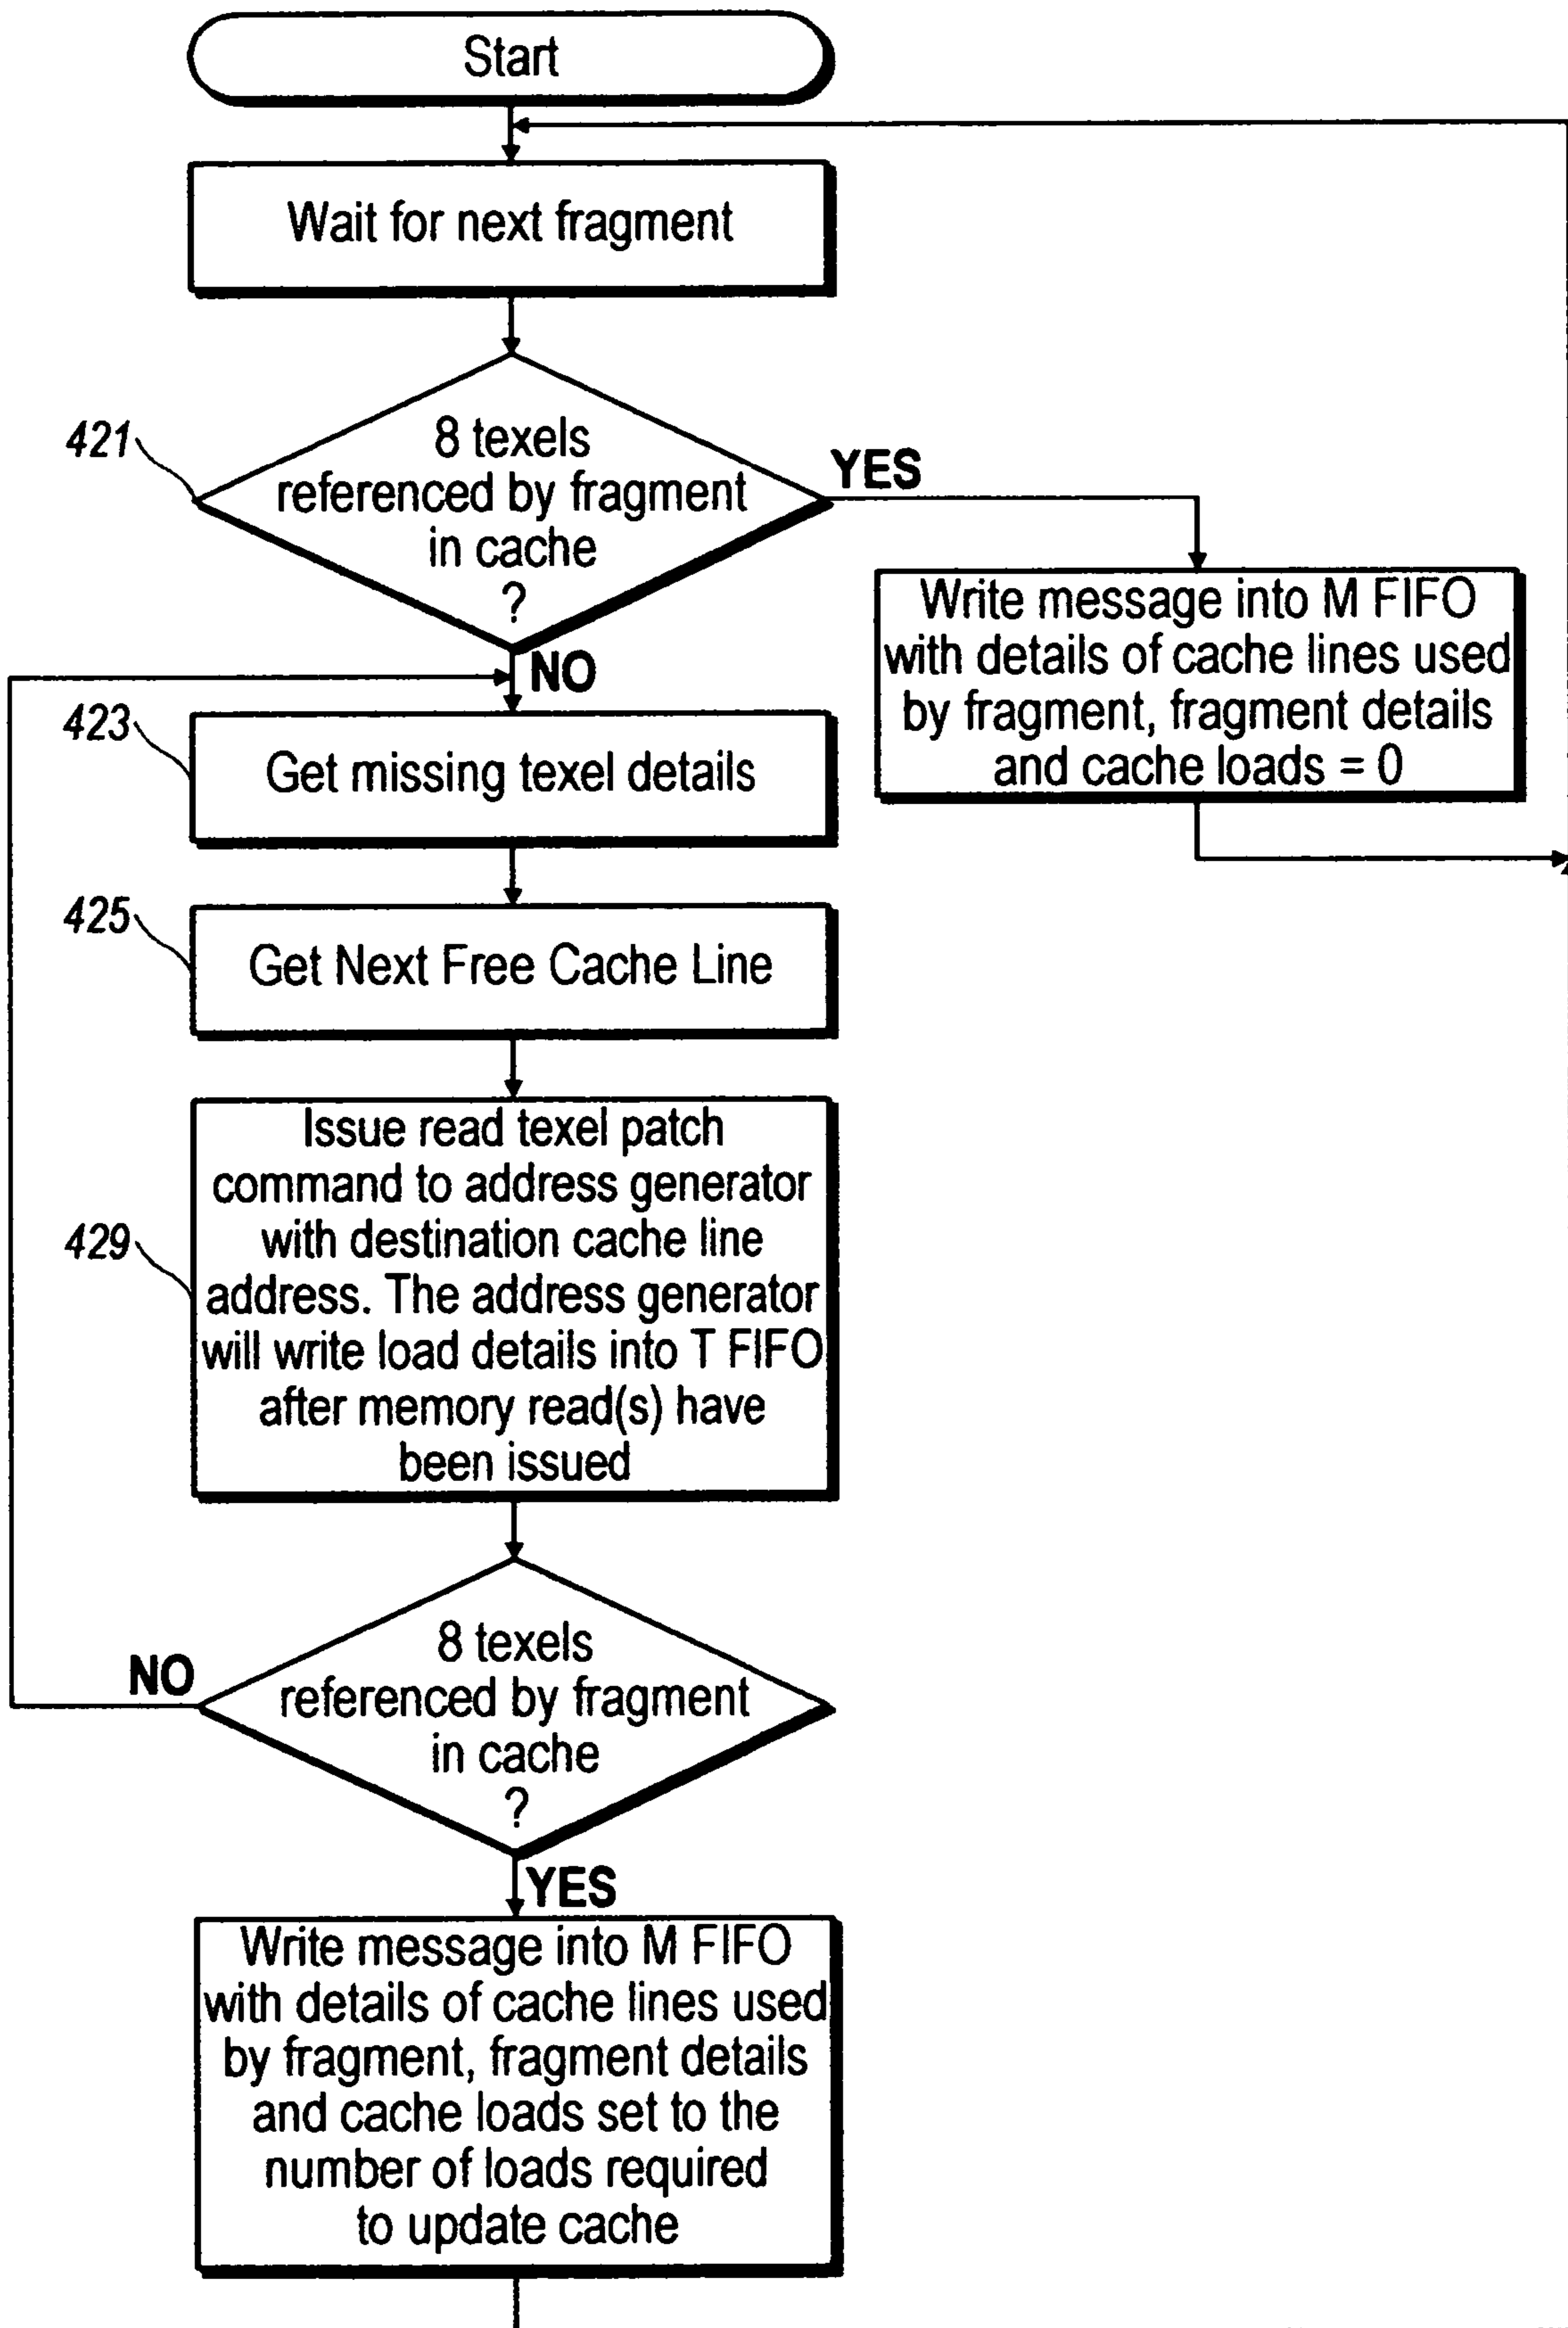 Start
Wait for next fragment
421
8 texels
referenced by fragment
in cache
?
YES
Write message into M FIFO
with details of cache lines used
by fragment, fragment details
and cache loads = 0
NO
423
Get missing texel details
425
Get Next Free Cache Line
429
Issue read texel patch
command to address generator
with destination cache line
address. The address generator
will write load details into T FIFO
after memory read(s) have
been issued
8 texels
referenced by fragment
in cache
?
NO
YES
Write message into M FIFO
with details of cache lines used
by fragment, fragment details
and cache loads set to the
number of loads required
to update cache